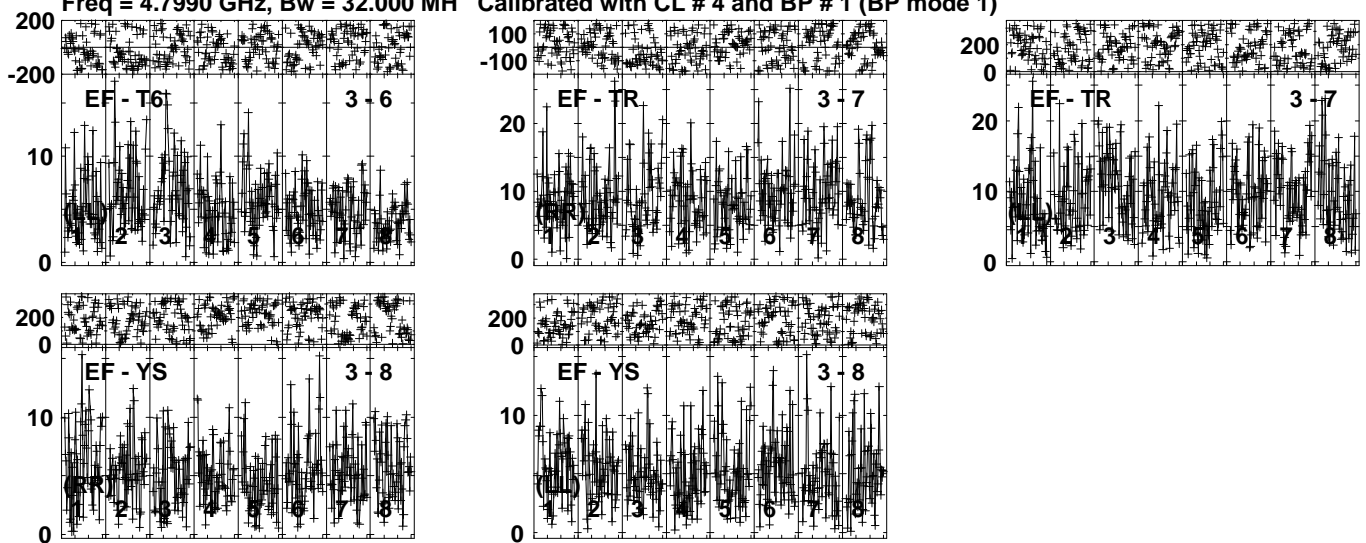 Freq = 4.7990 GHz, Bw = 32.000 MH Calibrated with CL # 4 and BP # 1 (BP mode 1)
200
-200
EF - T6 3 - 6
10
0
(LL)
1 2 3 4 5 6 7 8
100
-100
EF - TR 3 - 7
20
10
0
(RR)
1 2 3 4 5 6 7 8
200
0
EF - TR 3 - 7
20
10
0
(LL)
1 2 3 4 5 6 7 8
200
0
EF - YS 3 - 8
10
0
(RR)
1 2 3 4 5 6 7 8
200
0
EF - YS 3 - 8
10
0
(LL)
1 2 3 4 5 6 7 8